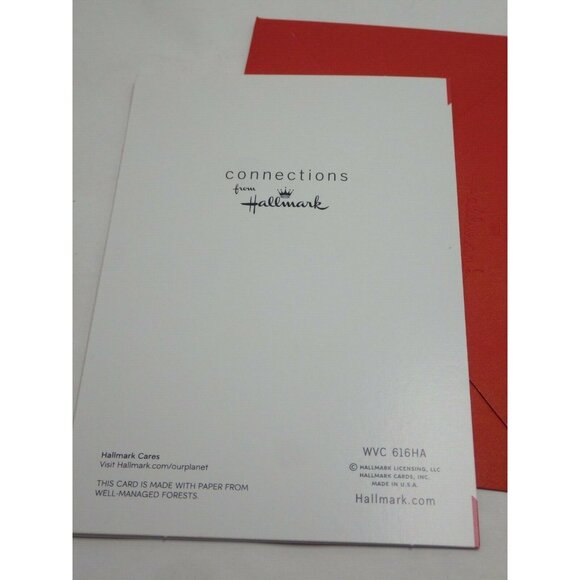 connections
from
Hallmark
Hallmark Cares
Visit Hallmark.com/ourplanet
THIS CARD IS MADE WITH PAPER FROM
WELL-MANAGED FORESTS.
WVC 616HA
© HALLMARK LICENSING, LLC
HALLMARK CARDS, INC.
MADE IN U.S.A.
Hallmark.com